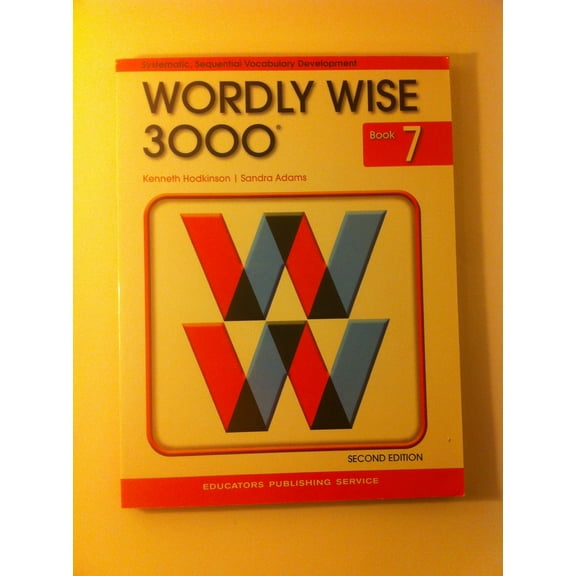 Systematic, Sequential Vocabulary Development
WORDLY WISE
3000®
Book 7
Kenneth Hodkinson | Sandra Adams
W
W
SECOND EDITION
EDUCATORS PUBLISHING SERVICE